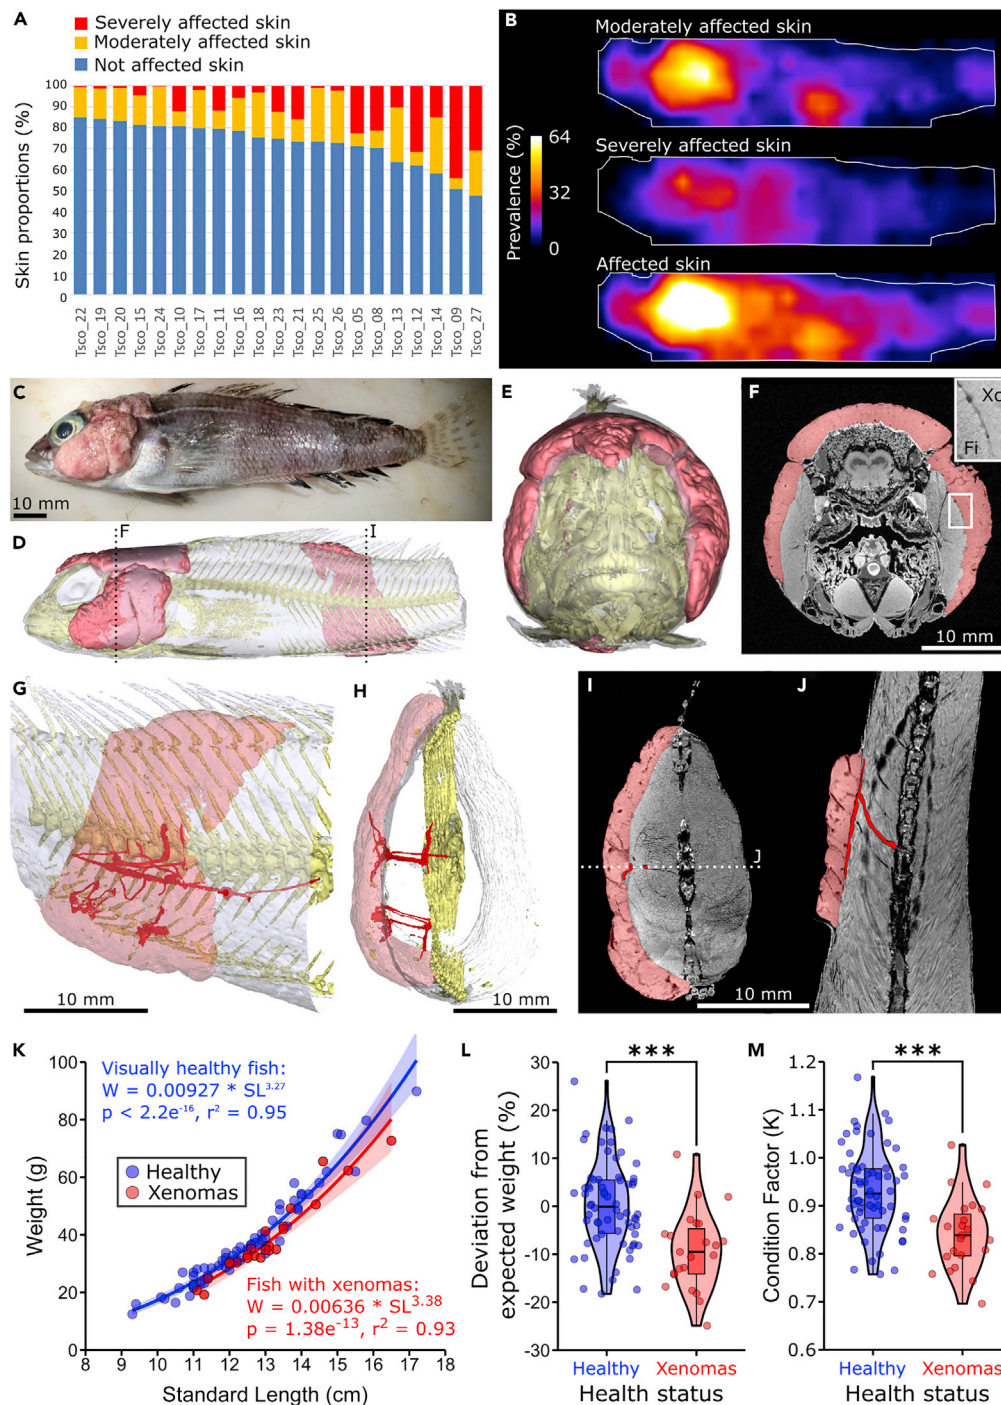 A
Severely affected skin
Moderately affected skin
Not affected skin
Skin proportions (%)
100
90
80
70
60
50
40
30
20
10
0
Tsco_22
Tsco_19
Tsco_20
Tsco_15
Tsco_24
Tsco_10
Tsco_17
Tsco_11
Tsco_16
Tsco_18
Tsco_23
Tsco_21
Tsco_25
Tsco_26
Tsco_05
Tsco_08
Tsco_13
Tsco_12
Tsco_14
Tsco_09
Tsco_27
B
Moderately affected skin
Severely affected skin
Affected skin
Prevalence (%)
64
32
0
C
10 mm
D
F
I
E
F
Xc
Fi
10 mm
G
10 mm
H
10 mm
I
J
10 mm
J
K
Visually healthy fish:
W = 0.00927 * SL^3.27
p < 2.2e^-16, r² = 0.95
Healthy
Xenomas
Fish with xenomas:
W = 0.00636 * SL^3.38
p = 1.38e^-13, r² = 0.93
Weight (g)
100
80
60
40
20
0
8 9 10 11 12 13 14 15 16 17 18
Standard Length (cm)
L
***
Deviation from
expected weight (%)
30
20
10
0
-10
-20
-30
Healthy Xenomas
Health status
M
***
Condition Factor (K)
1.2
1.1
1.0
0.9
0.8
0.7
0.6
Healthy Xenomas
Health status